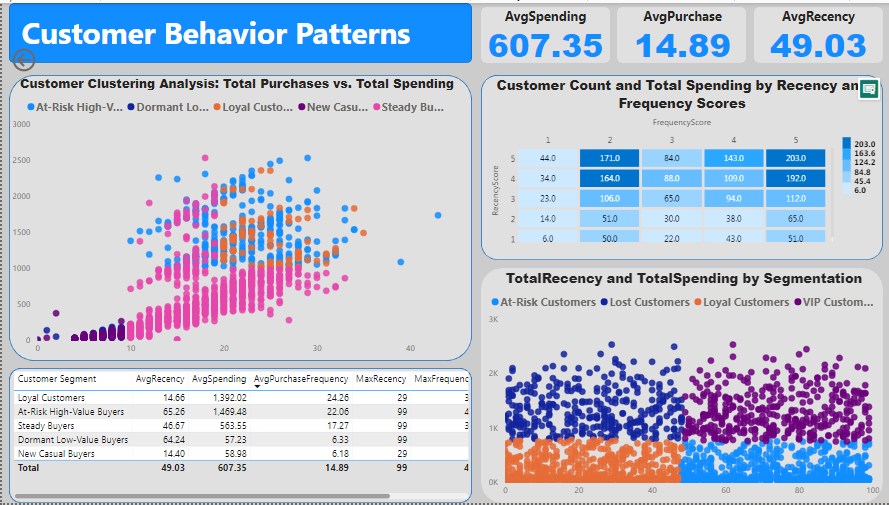 Customer Behavior Patterns
AvgSpending
607.35
AvgPurchase
14.89
AvgRecency
49.03
Customer Clustering Analysis: Total Purchases vs. Total Spending
At-Risk High-V... Dormant Lo... Loyal Custo... New Casu... Steady Bu...
3000
2500
2000
1500
1000
500
0
0 10 20 30 40
Customer Count and Total Spending by Recency an
Frequency Scores
FrequencyScore
1 2 3 4 5
RecencyScore
5 44.0 171.0 84.0 143.0 203.0
4 34.0 164.0 88.0 109.0 192.0
3 23.0 106.0 65.0 94.0 112.0
2 14.0 51.0 30.0 38.0 65.0
1 6.0 50.0 22.0 43.0 51.0
203.0
163.6
124.2
84.8
45.4
6.0
Customer Segment AvgRecency AvgSpending AvgPurchaseFrequency MaxRecency MaxFrequenc
Loyal Customers 14.66 1,392.02 24.26 29 3
At-Risk High-Value Buyers 65.26 1,469.48 22.06 99 4
Steady Buyers 46.67 563.55 17.27 99 3
Dormant Low-Value Buyers 64.24 57.23 6.33 99
New Casual Buyers 14.40 58.98 6.18 29
Total 49.03 607.35 14.89 99 4
TotalRecency and TotalSpending by Segmentation
At-Risk Customers Lost Customers Loyal Customers VIP Custom...
3K
2K
1K
0K
0 20 40 60 80 100